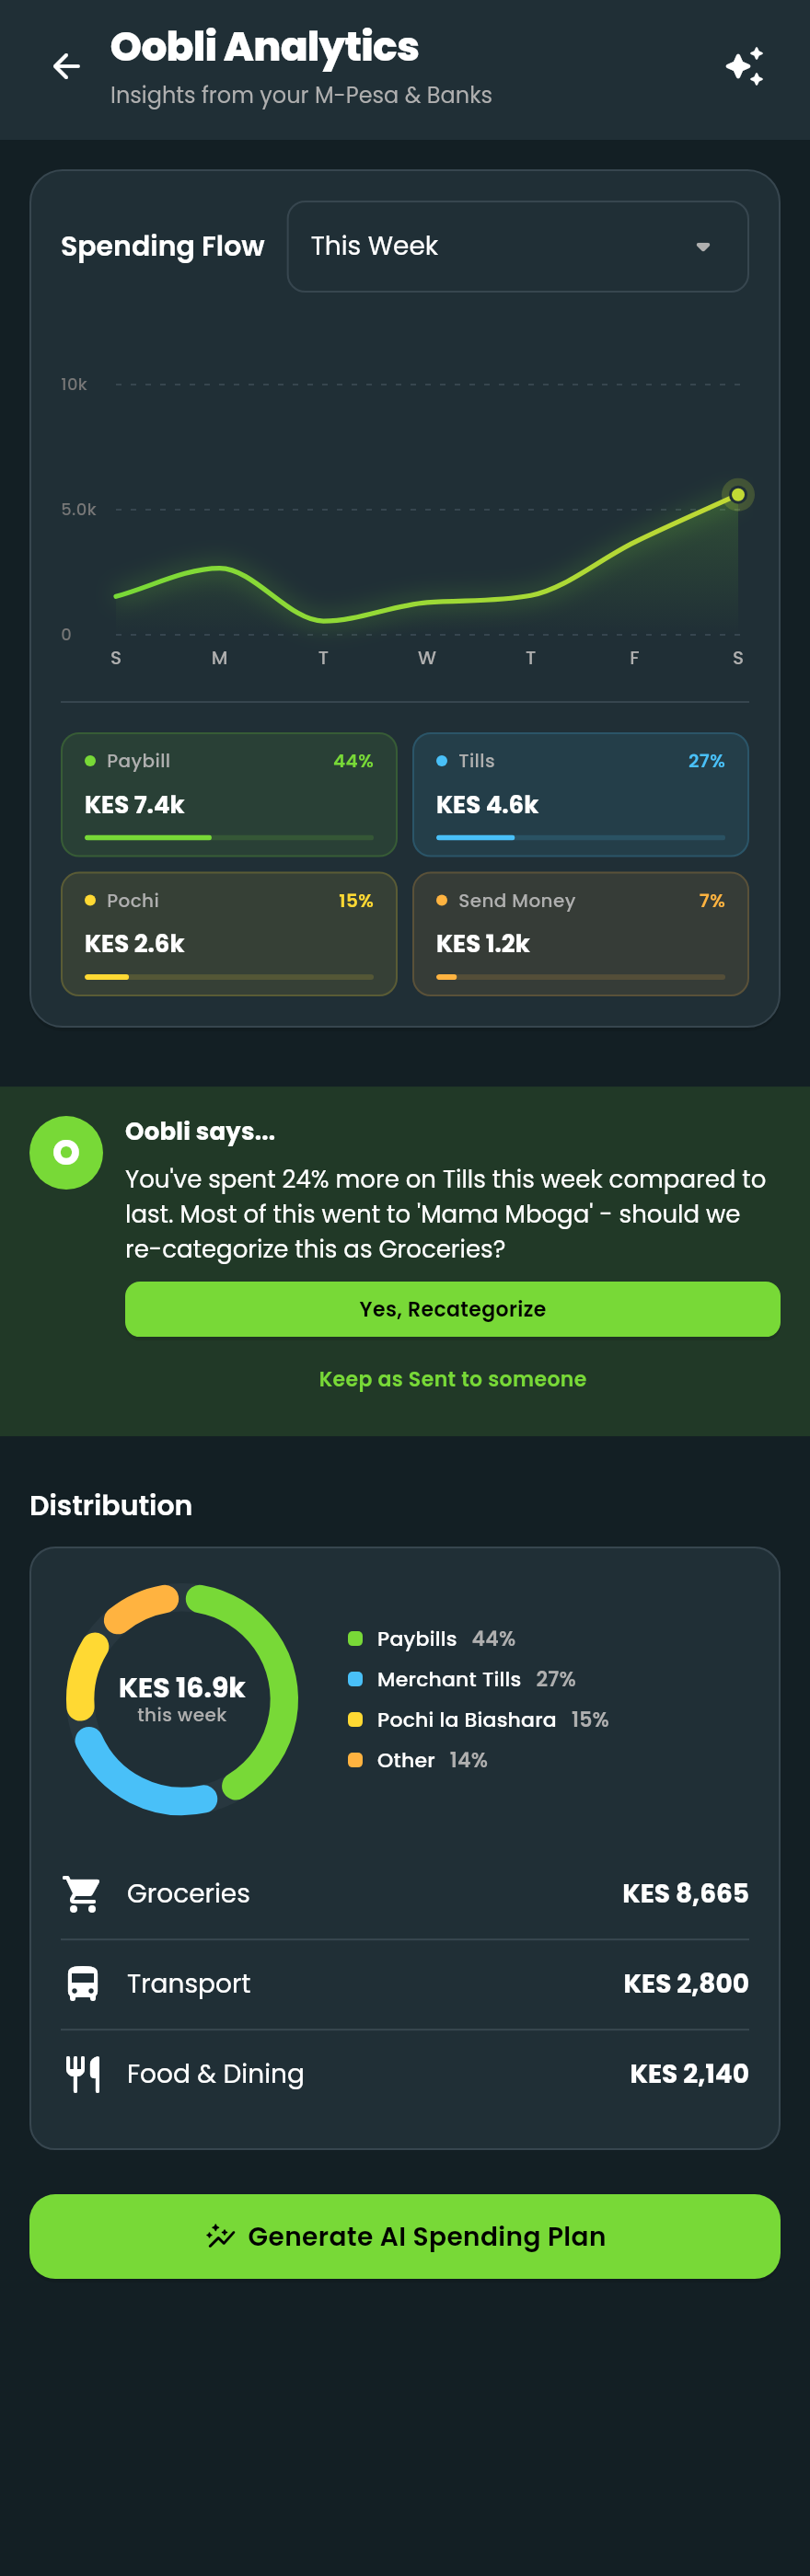 Oobli Analytics
Insights from your M-Pesa & Banks
Spending Flow
This Week
10k
5.0k
0
S M T W T F S
Paybill 44%
KES 7.4k
Tills 27%
KES 4.6k
Pochi 15%
KES 2.6k
Send Money 7%
KES 1.2k
Oobli says...
You've spent 24% more on Tills this week compared to
last. Most of this went to 'Mama Mboga' - should we
re-categorize this as Groceries?
Yes, Recategorize
Keep as Sent to someone
Distribution
KES 16.9k
this week
Paybills 44%
Merchant Tills 27%
Pochi la Biashara 15%
Other 14%
Groceries KES 8,665
Transport KES 2,800
Food & Dining KES 2,140
Generate AI Spending Plan